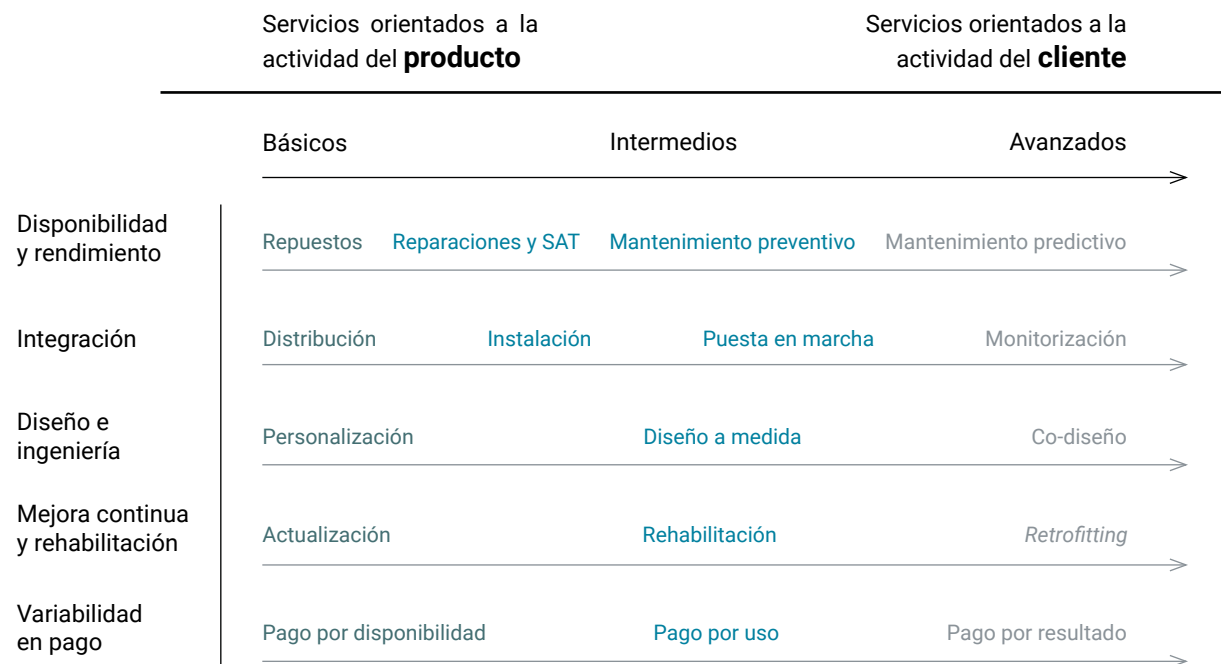 Servicios orientados a la
actividad del producto
Servicios orientados a la
actividad del cliente
Básicos Intermedios Avanzados
Disponibilidad
y rendimiento
Repuestos Reparaciones y SAT Mantenimiento preventivo Mantenimiento predictivo
Integración
Distribución Instalación Puesta en marcha Monitorización
Diseño e
ingeniería
Personalización Diseño a medida Co-diseño
Mejora continua
y rehabilitación
Actualización Rehabilitación Retrofitting
Variabilidad
en pago
Pago por disponibilidad Pago por uso Pago por resultado